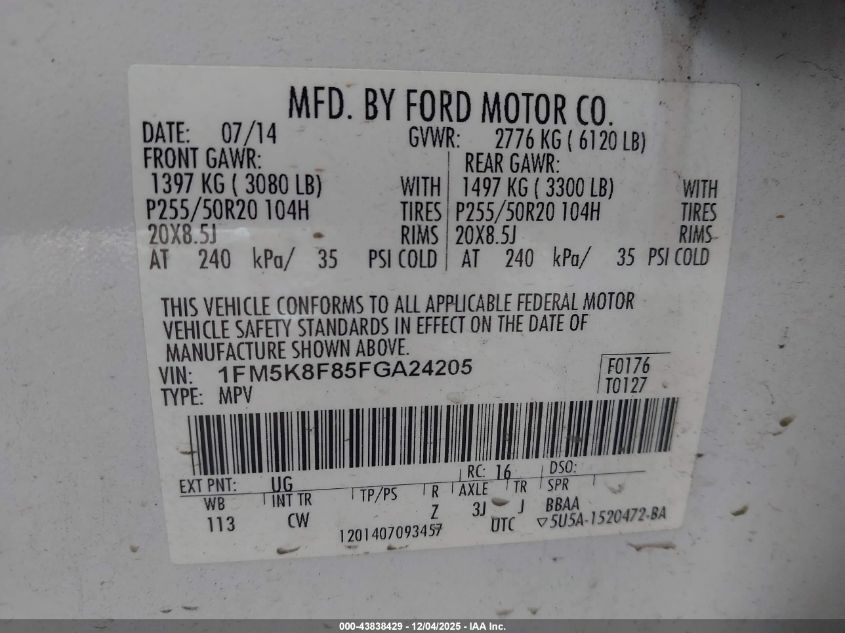 MFD. BY FORD MOTOR CO.
DATE: 07/14 GVWR: 2776 KG ( 6120 LB)
FRONT GAWR: REAR GAWR:
1397 KG ( 3080 LB) WITH 1497 KG ( 3300 LB) WITH
P255/50R20 104H TIRES P255/50R20 104H TIRES
20X8.5J RIMS 20X8.5J RIMS
AT 240 kPa/ 35 PSI COLD AT 240 kPa/ 35 PSI COLD
THIS VEHICLE CONFORMS TO ALL APPLICABLE FEDERAL MOTOR
VEHICLE SAFETY STANDARDS IN EFFECT ON THE DATE OF
MANUFACTURE SHOWN ABOVE.
VIN: 1FM5K8F85FGA24205 F0176
TYPE: MPV T0127
EXT PNT: UG RC: 16 DSO:
WB INT TR TP/PS R AXLE TR SPR
113 CW Z 3J J BBAA
1201407093457 UTC ▽5U5A-1520472-BA
000-43838429 - 12/04/2025 - IAA Inc.